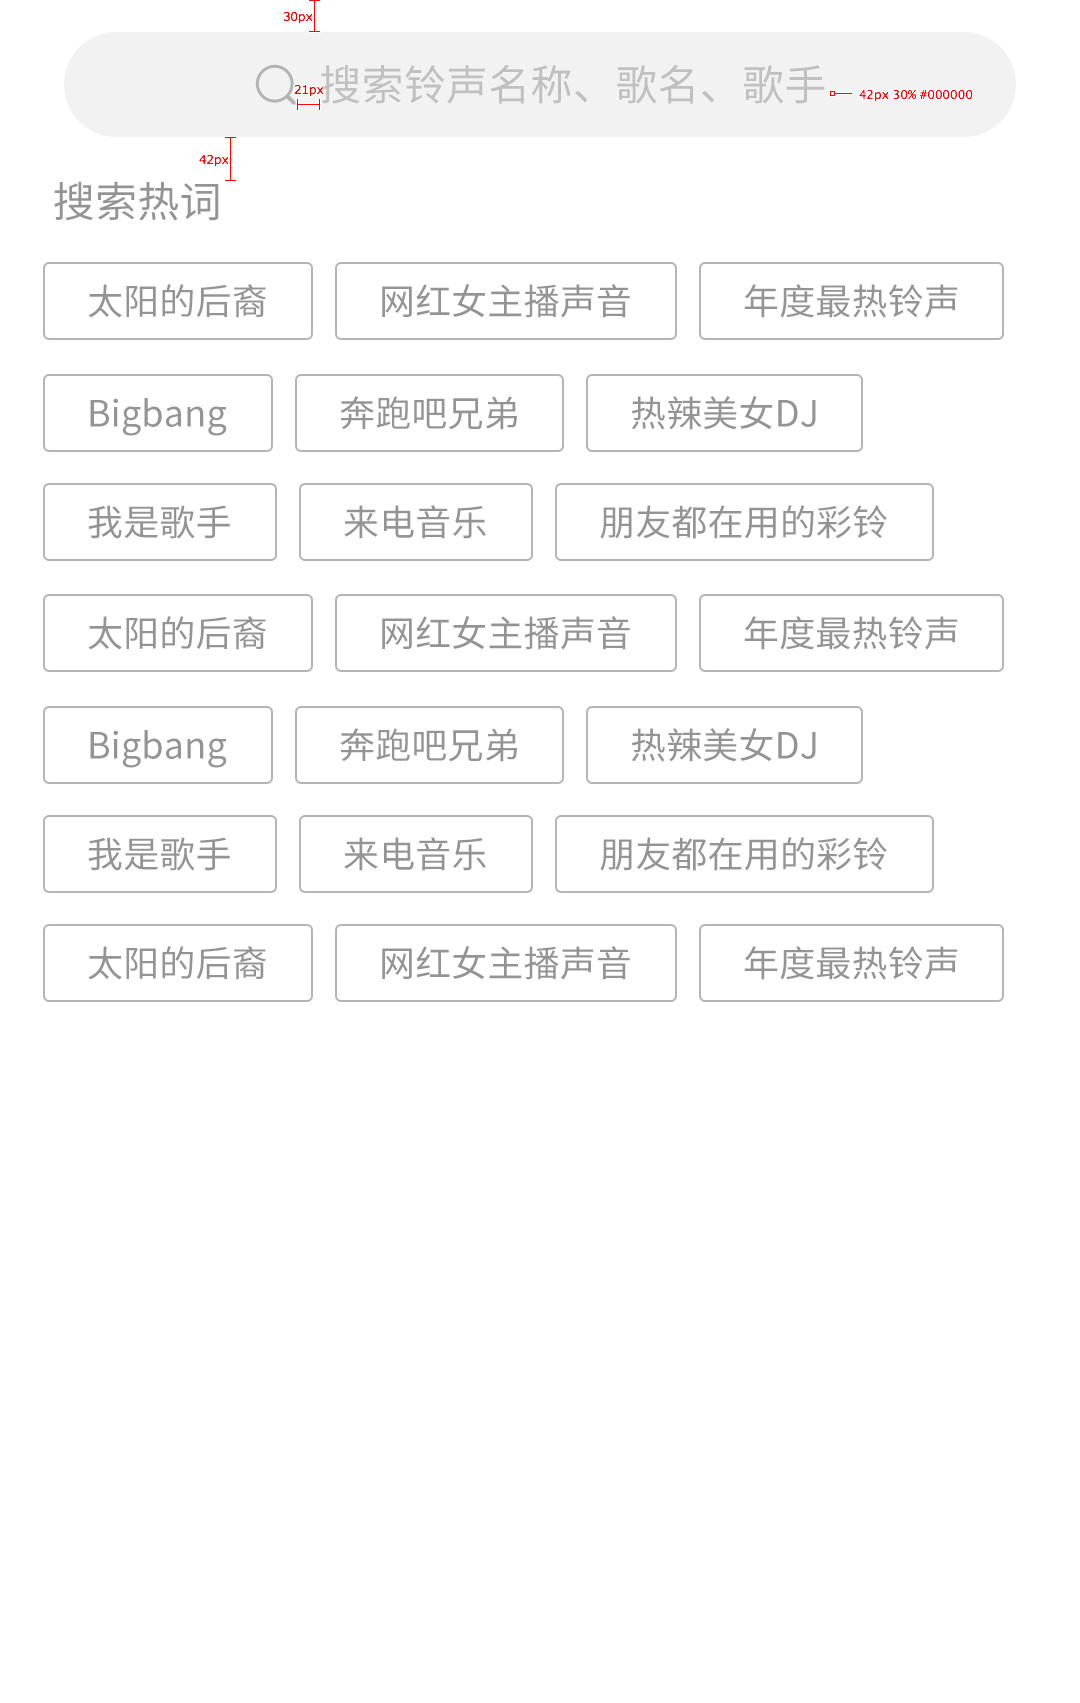 30px
搜索铃声名称、歌名、歌手
21px
42px 30% #000000
42px
搜索热词
太阳的后裔 网红女主播声音 年度最热铃声
Bigbang 奔跑吧兄弟 热辣美女DJ
我是歌手 来电音乐 朋友都在用的彩铃
太阳的后裔 网红女主播声音 年度最热铃声
Bigbang 奔跑吧兄弟 热辣美女DJ
我是歌手 来电音乐 朋友都在用的彩铃
太阳的后裔 网红女主播声音 年度最热铃声